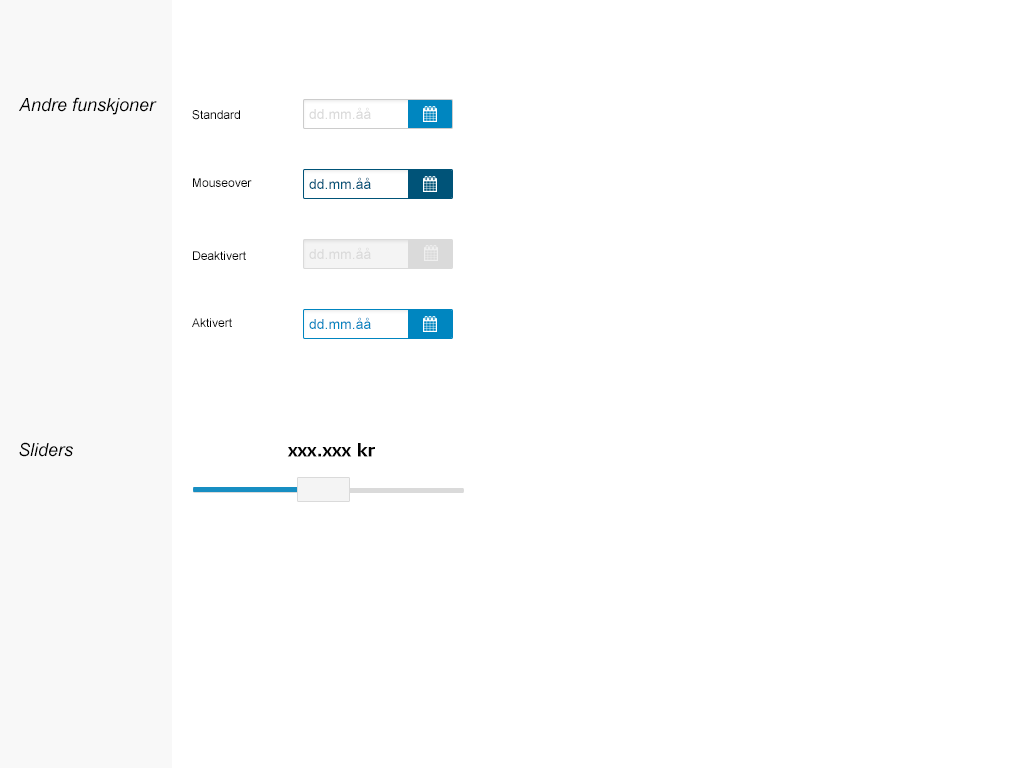 Andre funskjoner
Standard
dd.mm.åå
Mouseover
dd.mm.åå
Deaktivert
dd.mm.åå
Aktivert
dd.mm.åå
Sliders
xxx.xxx kr